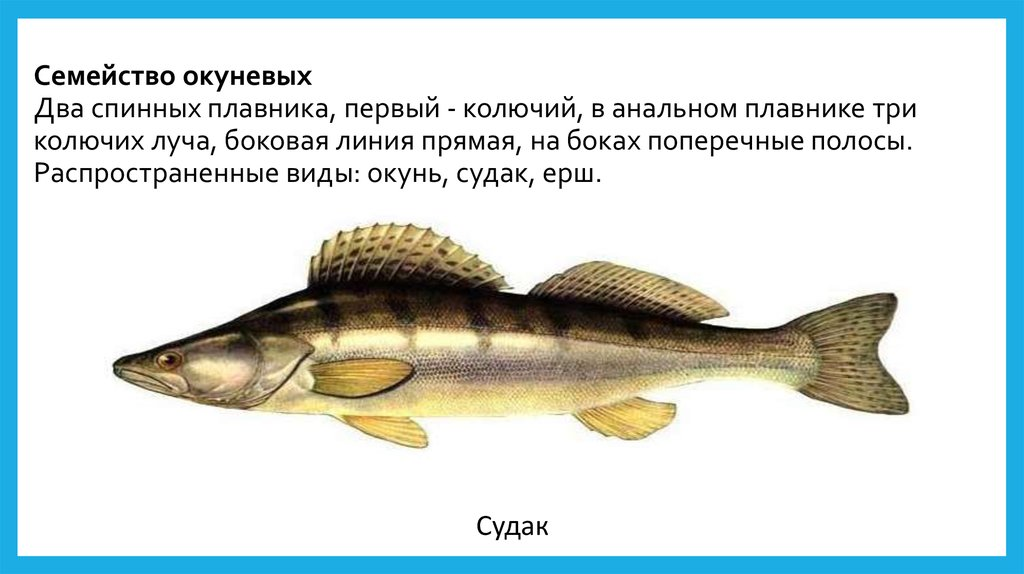 Семейство окуневых
Два спинных плавника, первый - колючий, в анальном плавнике три
колючих луча, боковая линия прямая, на боках поперечные полосы.
Распространенные виды: окунь, судак, ерш.
Судак